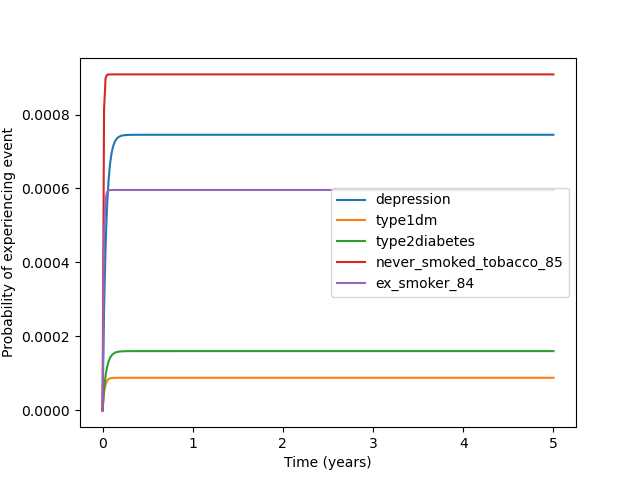 Probability of experiencing event
0.0008
0.0006
0.0004
0.0002
0.0000
depression
type1dm
type2diabetes
never_smoked_tobacco_85
ex_smoker_84
0 1 2 3 4 5
Time (years)